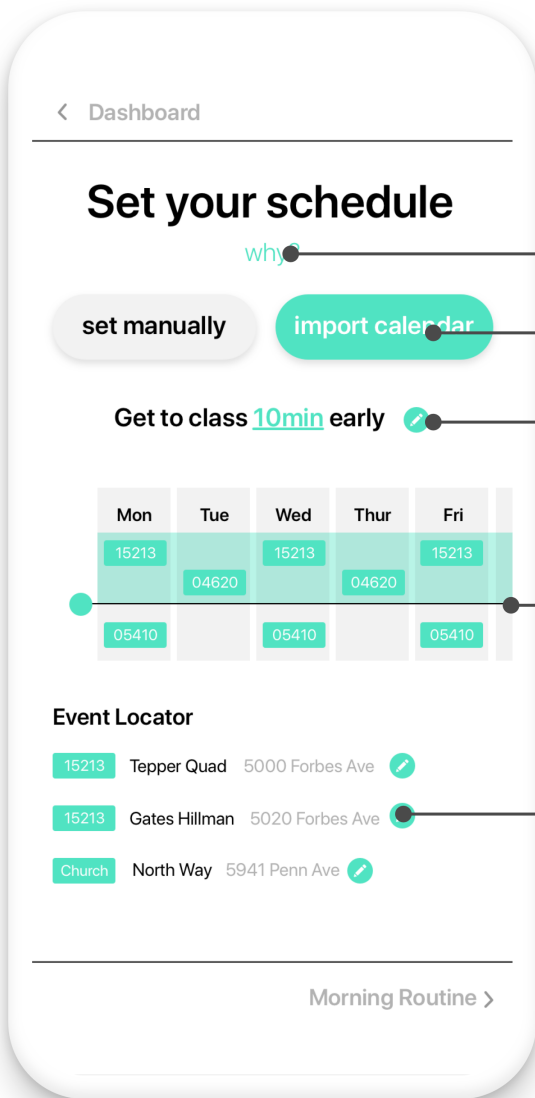 Dashboard
Set your schedule
why?
set manually import calendar
Get to class 10min early
Mon Tue Wed Thur Fri
15213 15213 15213
04620 04620
05410 05410 05410
Event Locator
15213 Tepper Quad 5000 Forbes Ave
15213 Gates Hillman 5020 Forbes Ave
Church North Way 5941 Penn Ave
Morning Routine